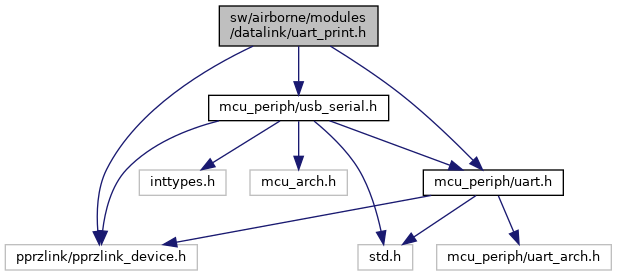 sw/airborne/modules
/datalink/uart_print.h
mcu_periph/usb_serial.h
inttypes.h
mcu_arch.h
mcu_periph/uart.h
pprzlink/pprzlink_device.h
std.h
mcu_periph/uart_arch.h